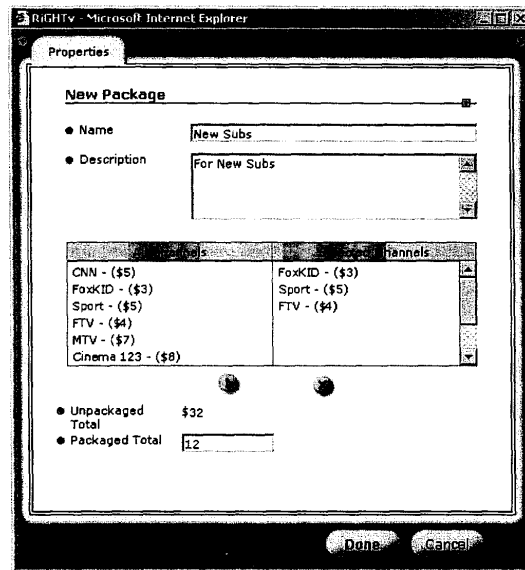 RiGHTv - Microsoft Internet Explorer
Properties
New Package
Name
New Subs
Description
For New Subs
CNN - ($5)
FoxKID - ($3)
Sport - ($5)
FTV - ($4)
MTV - ($7)
Cinema 123 - ($8)
hannels
FoxKID - ($3)
Sport - ($5)
FTV - ($4)
Unpackaged
Total
$32
Packaged Total
12
Done
Cancel